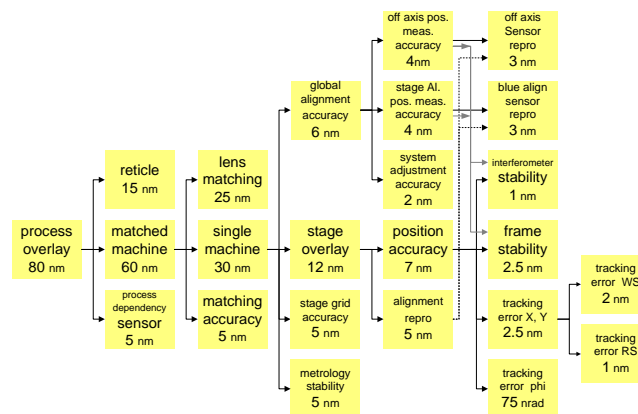 process
overlay
80 nm
reticle
15 nm
matched
machine
60 nm
process dependency
sensor
5 nm
lens
matching
25 nm
single
machine
30 nm
matching
accuracy
5 nm
global
alignment
accuracy
6 nm
stage
overlay
12 nm
stage grid
accuracy
5 nm
metrology
stability
5 nm
off axis pos.
meas.
accuracy
4nm
stage Al.
pos. meas.
accuracy
4 nm
system
adjustment
accuracy
2 nm
position
accuracy
7 nm
alignment
repro
5 nm
off axis
Sensor
repro
3 nm
blue align
sensor
repro
3 nm
interferometer
stability
1 nm
frame
stability
2.5 nm
tracking
error X, Y
2.5 nm
tracking
error phi
75 nrad
tracking
error WS
2 nm
tracking
error RS
1 nm